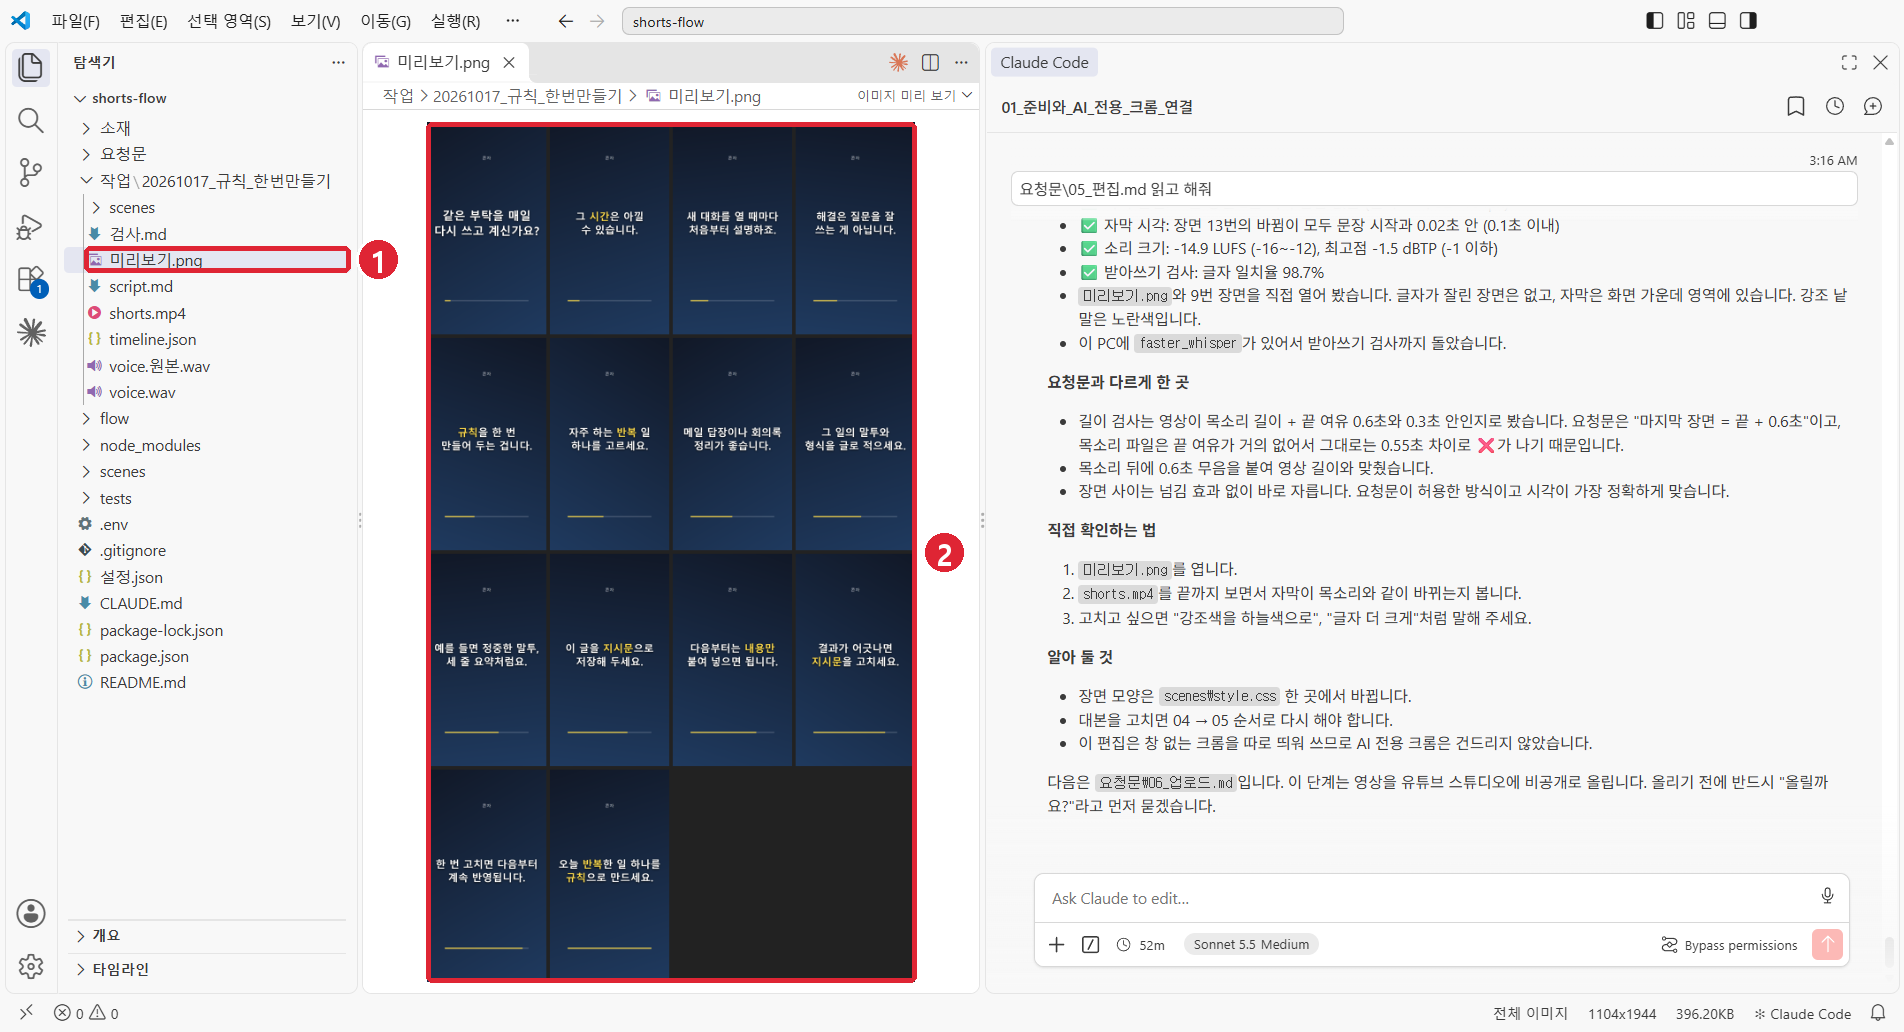 파일(F) 편집(E) 선택 영역(S) 보기(V) 이동(G) 실행(R) ···
shorts-flow
탐색기
shorts-flow
소재
요청문
작업\20261017_규칙_한번만들기
scenes
검사.md
미리보기.png
1
script.md
shorts.mp4
timeline.json
voice.원본.wav
voice.wav
flow
node_modules
scenes
tests
.env
.gitignore
설정.json
CLAUDE.md
package-lock.json
package.json
README.md
개요
타임라인
미리보기.png
작업 > 20261017_규칙_한번만들기 > 미리보기.png
이미지 미리 보기
같은 부탁을 매일
다시 쓰고 계신가요?
그 시간은 아낄
수 있습니다.
새 대화를 열 때마다
처음부터 설명하죠.
해결은 질문을 잘
쓰는 게 아닙니다.
규칙을 한 번
만들어 두는 겁니다.
자주 하는 반복 일
하나를 고르세요.
메일 답장이나 회의록
정리가 좋습니다.
그 일의 말투와
형식을 글로 적으세요.
2
예를 들면 정중한 말투,
세 줄 요약처럼요.
이 글을 지시문으로
저장해 두세요.
다음부터는 내용만
붙여 넣으면 됩니다.
결과가 어긋나면
지시문을 고치세요.
한 번 고치면 다음부터
계속 반영됩니다.
오늘 반복한 일 하나를
규칙으로 만드세요.
Claude Code
01_준비와_AI_전용_크롬_연결
3:16 AM
요청문\05_편집.md 읽고 해줘
• ✅ 자막 시각: 장면 13번의 바뀜이 모두 문장 시작과 0.02초 안 (0.1초 이내)
• ✅ 소리 크기: -14.9 LUFS (-16~-12), 최고점 -1.5 dBTP (-1 이하)
• ✅ 받아쓰기 검사: 글자 일치율 98.7%
• 미리보기.png와 9번 장면을 직접 열어 봤습니다. 글자가 잘린 장면은 없고, 자막은 화면 가운데 영역에 있습니다. 강조 낱
말은 노란색입니다.
• 이 PC에 faster_whisper가 있어서 받아쓰기 검사까지 돌았습니다.
요청문과 다르게 한 곳
• 길이 검사는 영상이 목소리 길이 + 끝 여유 0.6초와 0.3초 안인지로 봤습니다. 요청문은 "마지막 장면 = 끝 + 0.6초"이고,
목소리 파일은 끝 여유가 거의 없어서 그대로는 0.55초 차이로 ❌가 나기 때문입니다.
• 목소리 뒤에 0.6초 무음을 붙여 영상 길이와 맞췄습니다.
• 장면 사이는 넘김 효과 없이 바로 자릅니다. 요청문이 허용한 방식이고 시각이 가장 정확하게 맞습니다.
직접 확인하는 법
1. 미리보기.png를 엽니다.
2. shorts.mp4를 끝까지 보면서 자막이 목소리와 같이 바뀌는지 봅니다.
3. 고치고 싶으면 "강조색을 하늘색으로", "글자 더 크게"처럼 말해 주세요.
알아 둘 것
• 장면 모양은 scenes₩style.css 한 곳에서 바뀝니다.
• 대본을 고치면 04 → 05 순서로 다시 해야 합니다.
• 이 편집은 창 없는 크롬을 따로 띄워 쓰므로 AI 전용 크롬은 건드리지 않았습니다.
다음은 요청문₩06_업로드.md입니다. 이 단계는 영상을 유튜브 스튜디오에 비공개로 올립니다. 올리기 전에 반드시 "올릴까
요?"라고 먼저 묻겠습니다.
Ask Claude to edit...
52m
Sonnet 5.5 Medium
Bypass permissions
0 0
전체 이미지 1104x1944 396.20KB Claude Code